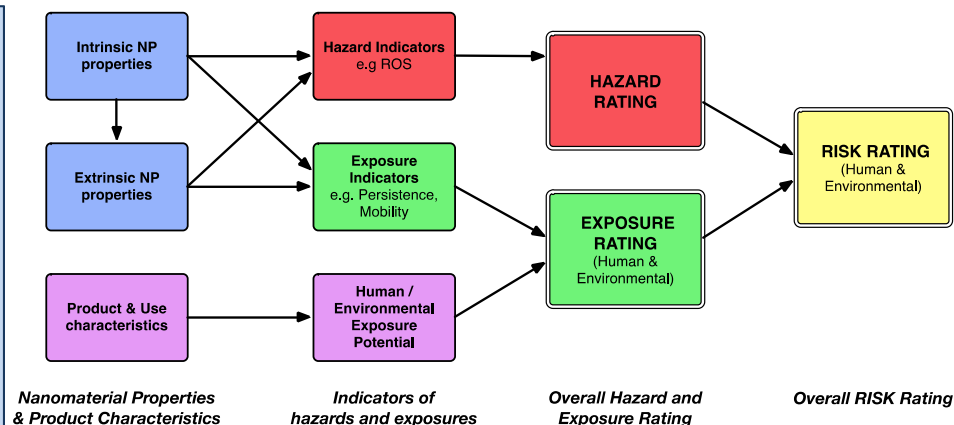 Intrinsic NP
properties
Hazard Indicators
e.g ROS
HAZARD
RATING
Extrinsic NP
properties
Exposure
Indicators
e.g. Persistence,
Mobility
EXPOSURE
RATING
(Human &
Environmental)
RISK RATING
(Human &
Environmental)
Product & Use
characteristics
Human /
Environmental
Exposure
Potential
Nanomaterial Properties
& Product Characteristics
Indicators of
hazards and exposures
Overall Hazard and
Exposure Rating
Overall RISK Rating